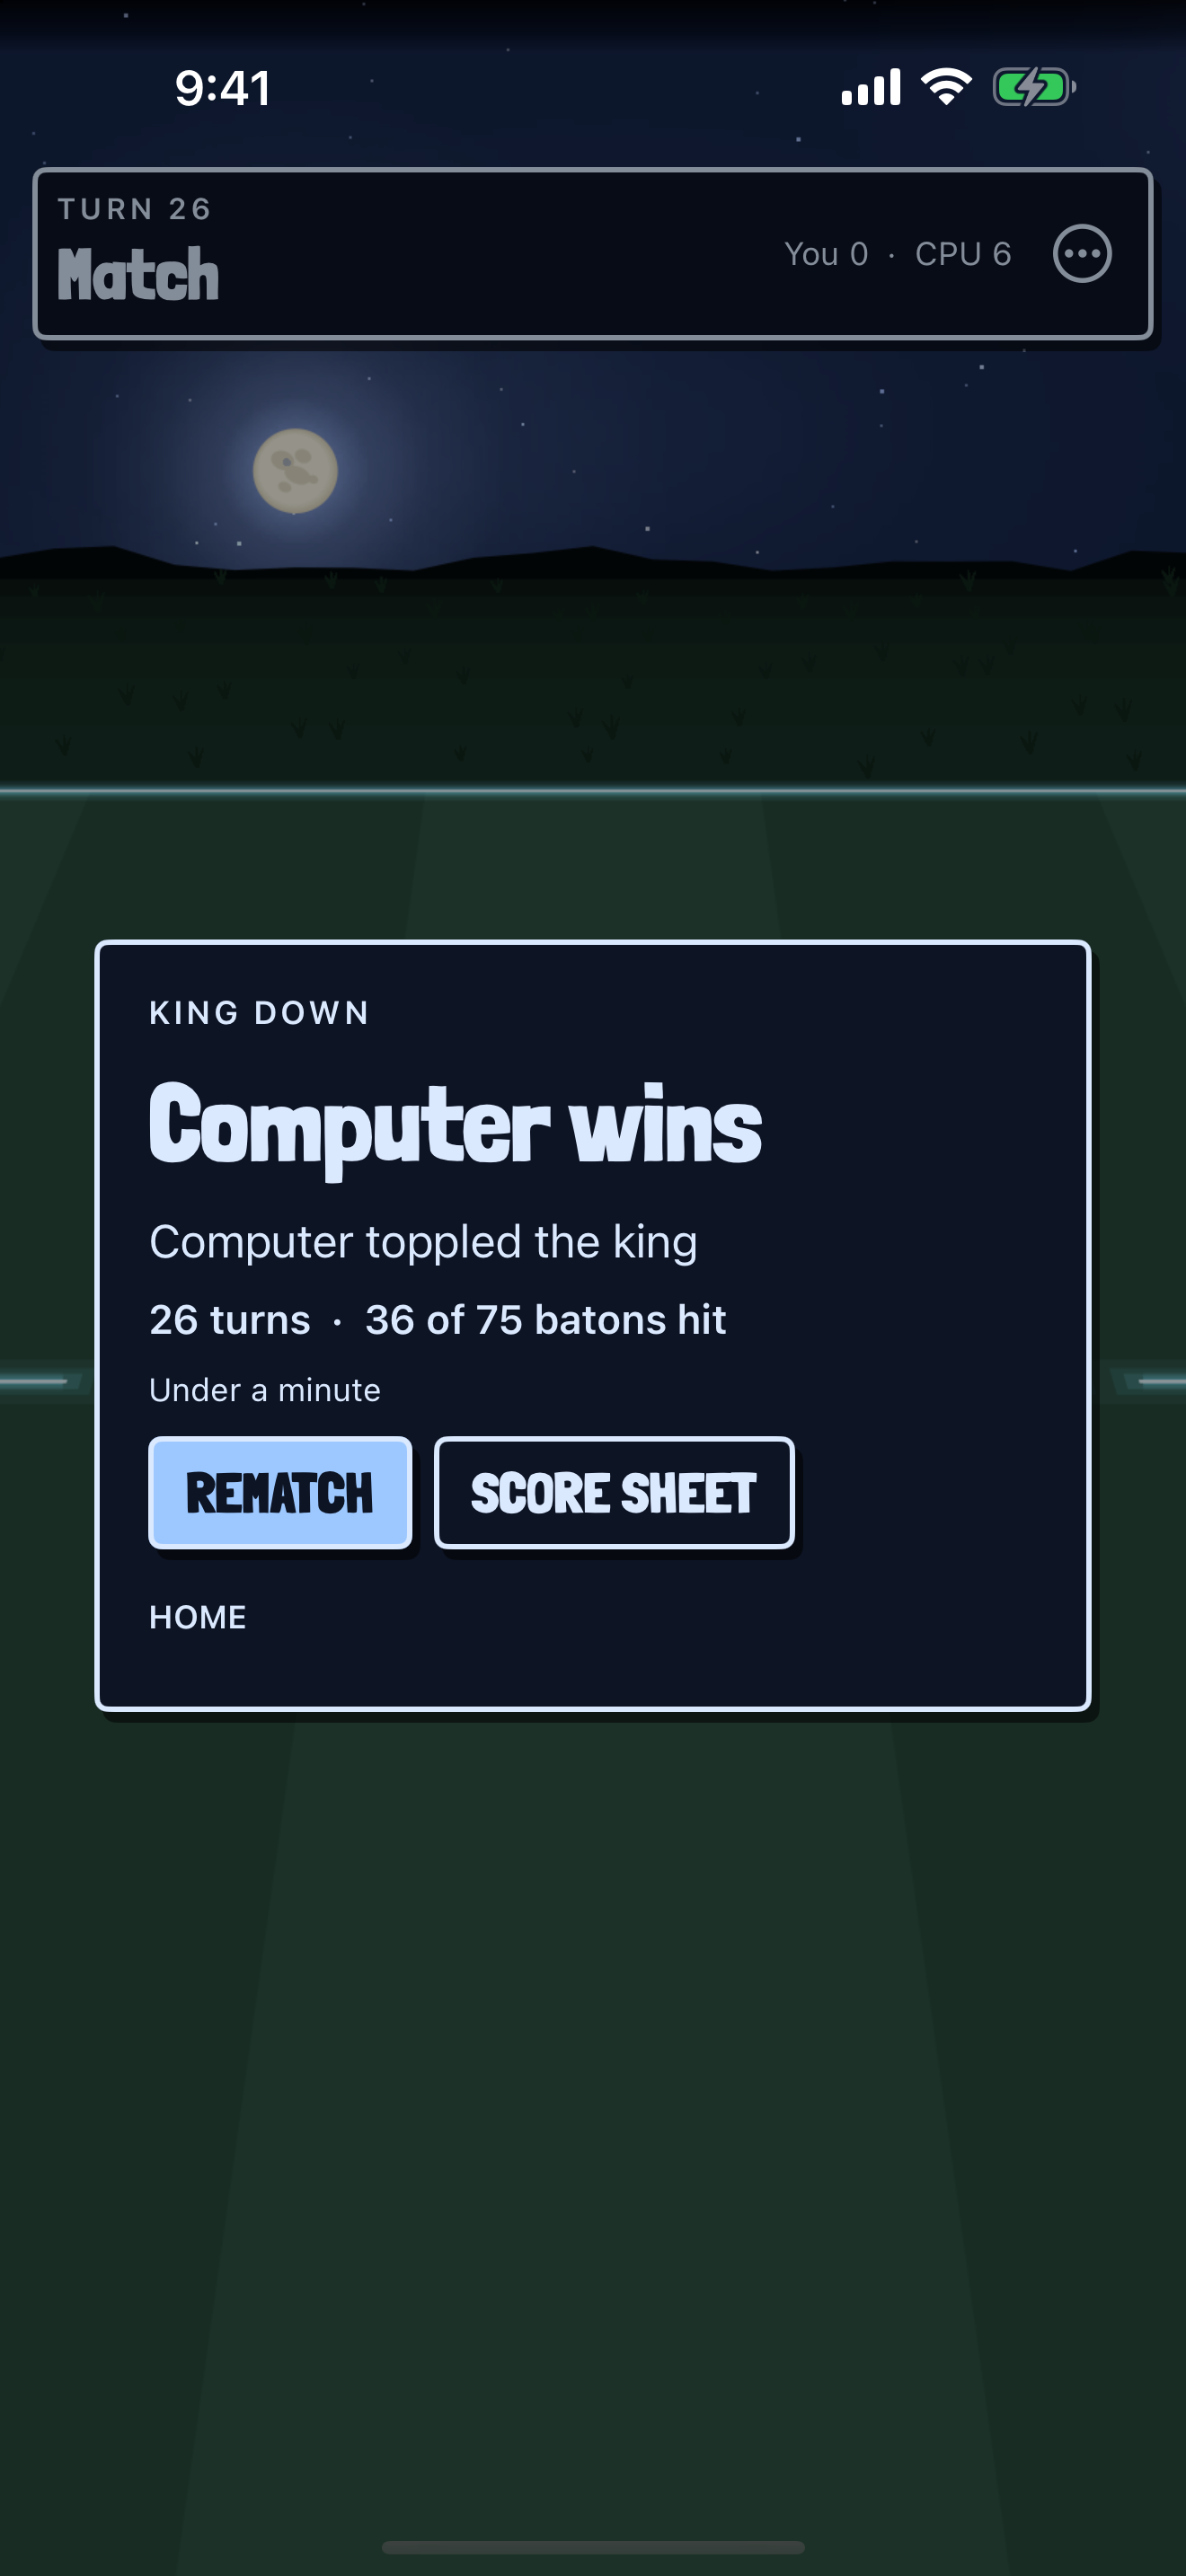 9:41
TURN 26
Match
You 0 · CPU 6
KING DOWN
Computer wins
Computer toppled the king
26 turns · 36 of 75 batons hit
Under a minute
REMATCH
SCORE SHEET
HOME